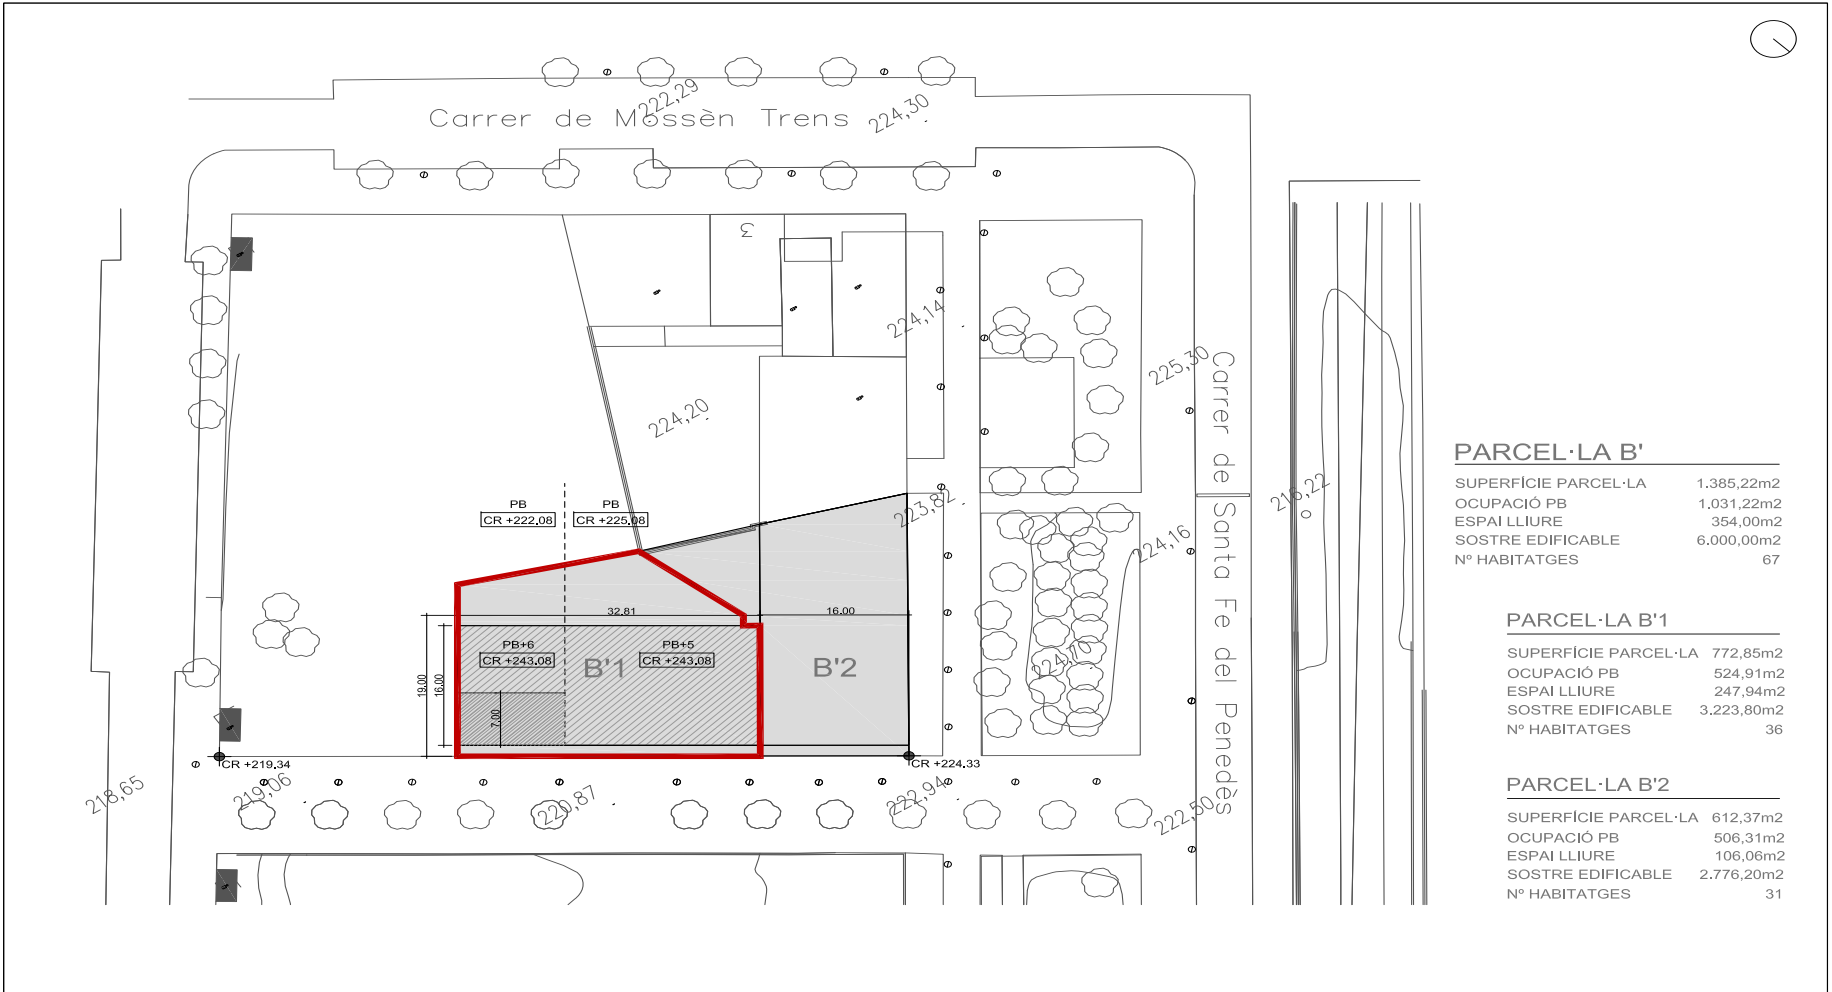 Carrer de Mossèn Trens
222,29
224,30
3
224,14
224,20
225,30
Carrer de Santa Fe del Penedès
216,22
223,82
224,16
224,70
PB
PB
CR +222.08
CR +225.08
32.81
16.00
PB+6
PB+5
CR +243.08
CR +243.08
B'1
B'2
19.00
16.00
7.00
CR +219.34
CR +224.33
218,65
219,06
220,87
222,94
222,50
PARCEL·LA B'
SUPERFÍCIE PARCEL·LA 1.385,22m2
OCUPACIÓ PB 1.031,22m2
ESPAI LLIURE 354,00m2
SOSTRE EDIFICABLE 6.000,00m2
Nº HABITATGES 67
PARCEL·LA B'1
SUPERFÍCIE PARCEL·LA 772,85m2
OCUPACIÓ PB 524,91m2
ESPAI LLIURE 247,94m2
SOSTRE EDIFICABLE 3.223,80m2
Nº HABITATGES 36
PARCEL·LA B'2
SUPERFÍCIE PARCEL·LA 612,37m2
OCUPACIÓ PB 506,31m2
ESPAI LLIURE 106,06m2
SOSTRE EDIFICABLE 2.776,20m2
Nº HABITATGES 31